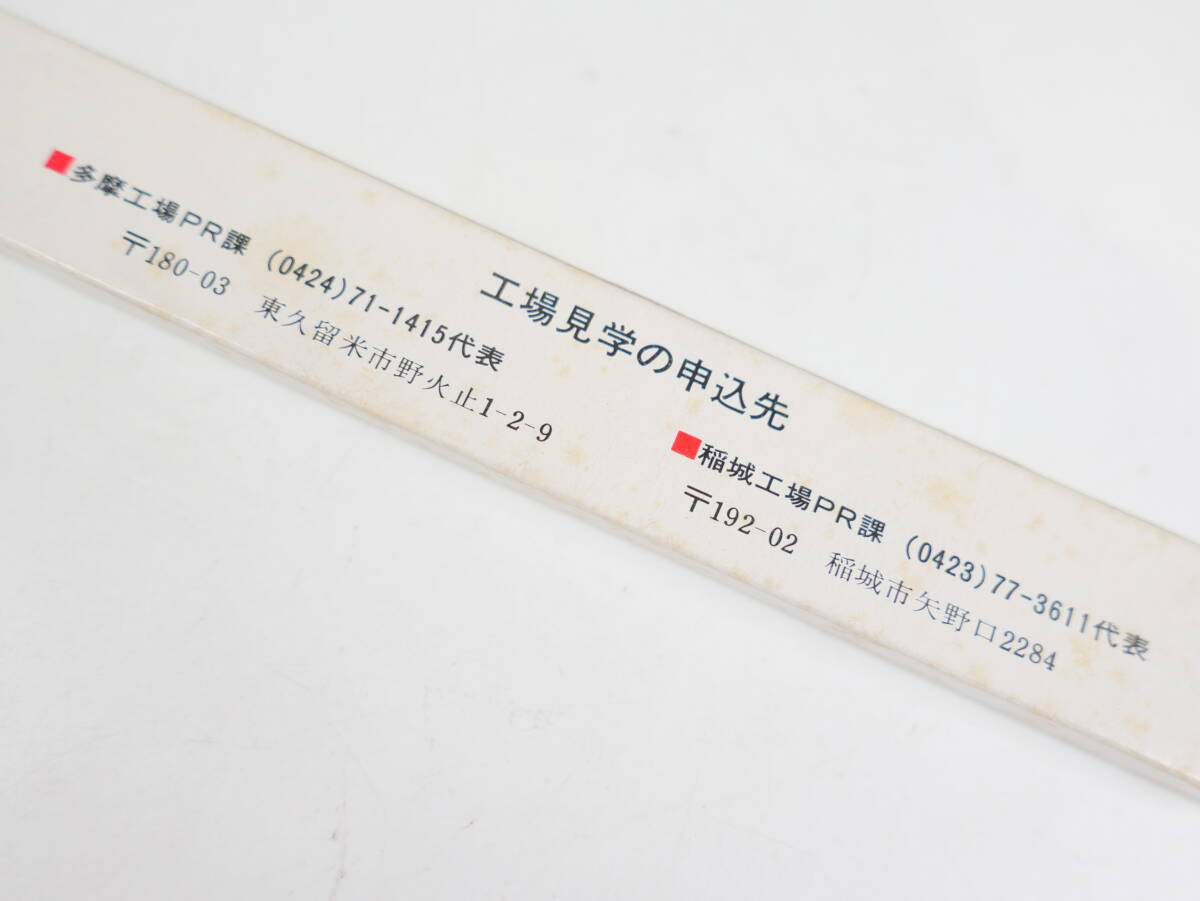 工場見学の申込先
■多摩工場PR課 (0424)71-1415代表
〒180-03 東久留米市野火止1-2-9
■稲城工場PR課 (0423)77-3611代表
〒192-02 稲城市矢野口2284